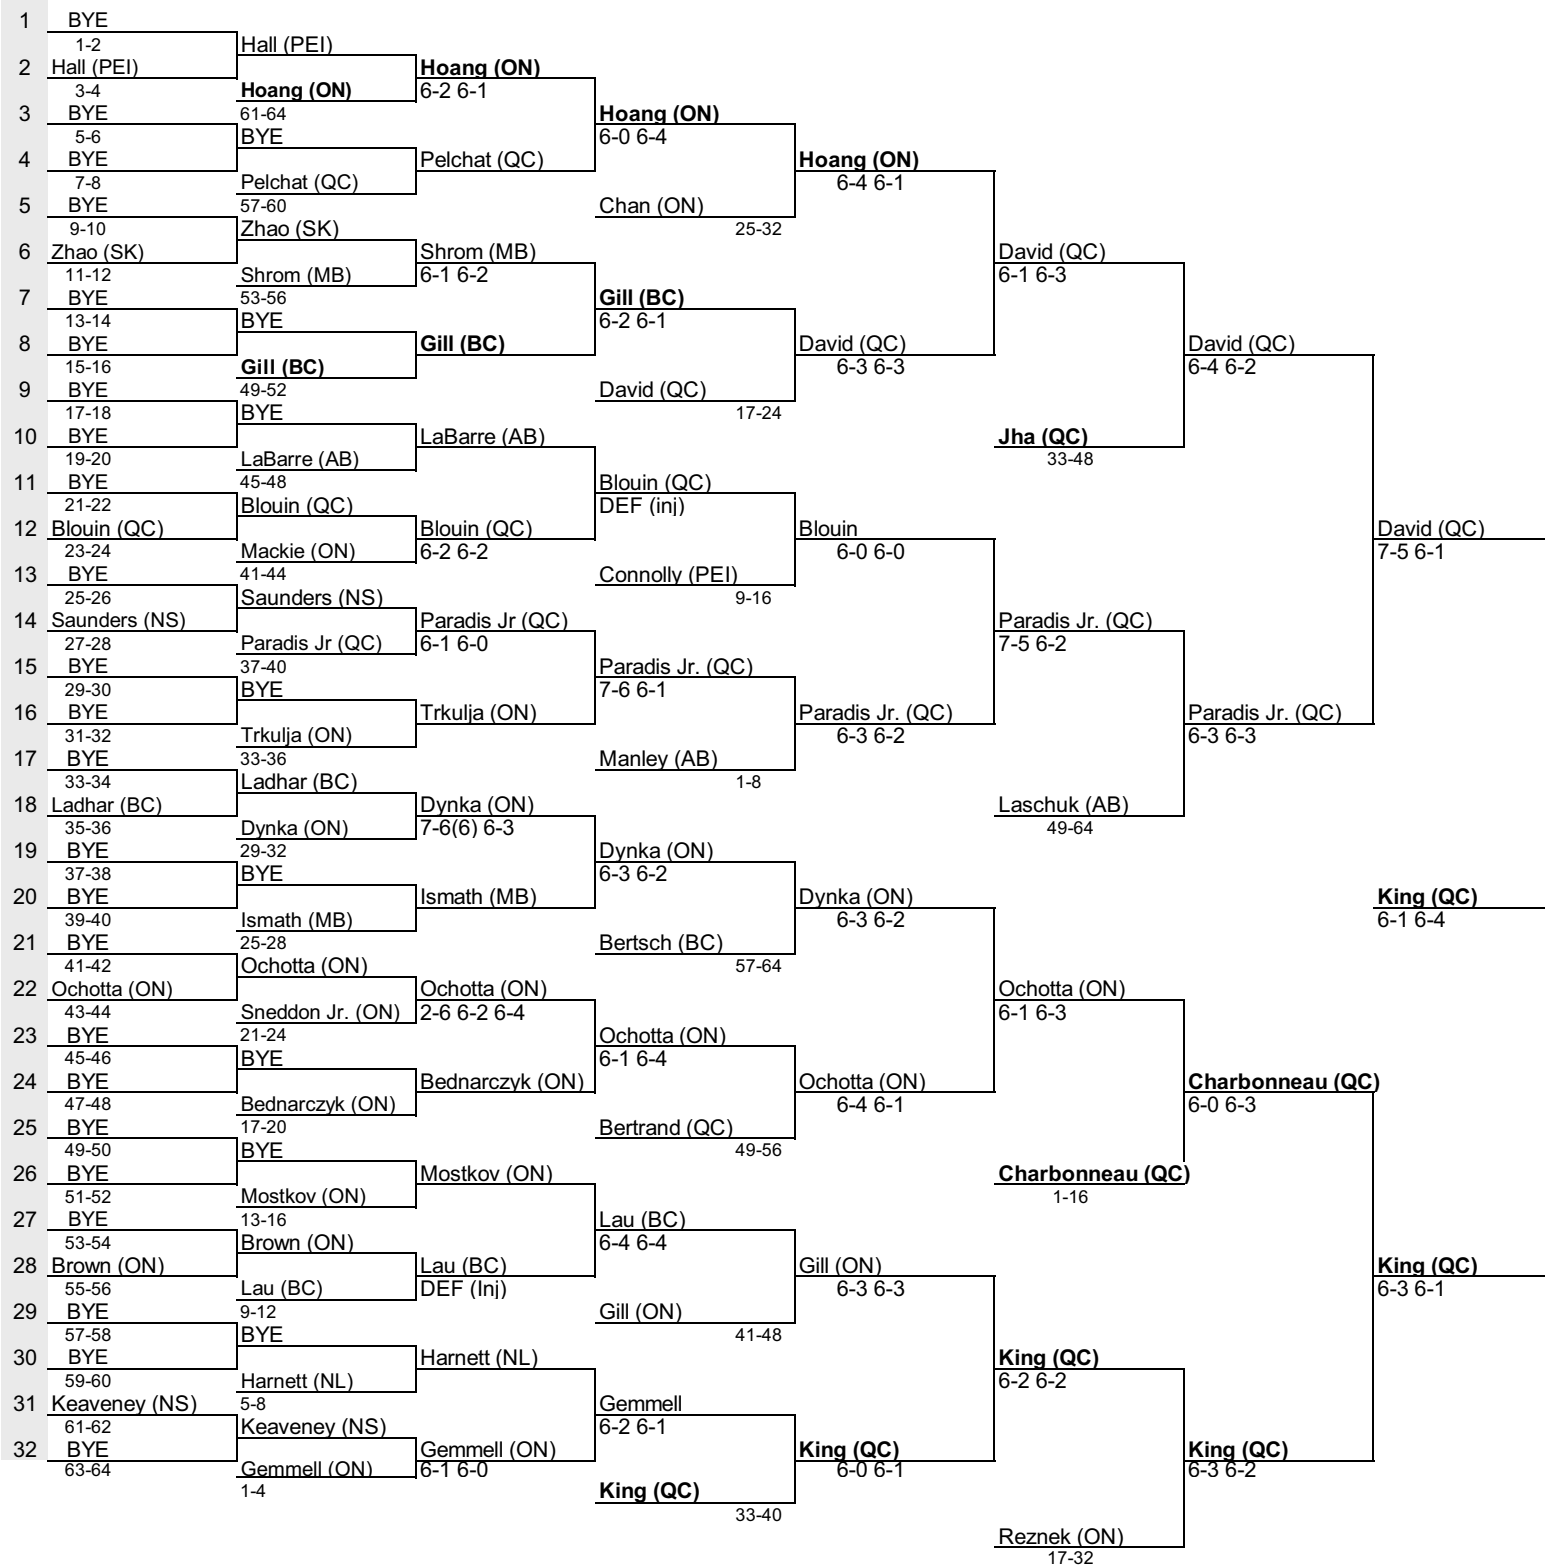 1 BYE
1-2 Hall (PEI)
2 Hall (PEI) Hoang (ON)
3-4 Hoang (ON) 6-2 6-1
3 BYE 61-64 Hoang (ON)
5-6 BYE 6-0 6-4
4 BYE Pelchat (QC) Hoang (ON)
7-8 Pelchat (QC) 6-4 6-1
5 BYE 57-60 Chan (ON)
9-10 Zhao (SK) 25-32
6 Zhao (SK) Shrom (MB) David (QC)
11-12 Shrom (MB) 6-1 6-2 6-1 6-3
7 BYE 53-56 Gill (BC)
13-14 BYE 6-2 6-1
8 BYE Gill (BC) David (QC) David (QC)
15-16 Gill (BC) 6-3 6-3 6-4 6-2
9 BYE 49-52 David (QC)
17-18 BYE 17-24
10 BYE LaBarre (AB) Jha (QC)
19-20 LaBarre (AB) 33-48
11 BYE 45-48 Blouin (QC)
21-22 Blouin (QC) DEF (inj)
12 Blouin (QC) Blouin (QC) Blouin David (QC)
23-24 Mackie (ON) 6-2 6-2 6-0 6-0 7-5 6-1
13 BYE 41-44 Connolly (PEI)
25-26 Saunders (NS) 9-16
14 Saunders (NS) Paradis Jr (QC) Paradis Jr. (QC)
27-28 Paradis Jr (QC) 6-1 6-0 7-5 6-2
15 BYE 37-40 Paradis Jr. (QC)
29-30 BYE 7-6 6-1
16 BYE Trkulja (ON) Paradis Jr. (QC) Paradis Jr. (QC)
31-32 Trkulja (ON) 6-3 6-2 6-3 6-3
17 BYE 33-36 Manley (AB)
33-34 Ladhar (BC) 1-8
18 Ladhar (BC) Dynka (ON) Laschuk (AB)
35-36 Dynka (ON) 7-6(6) 6-3 49-64
19 BYE 29-32 Dynka (ON)
37-38 BYE 6-3 6-2
20 BYE Ismath (MB) Dynka (ON) King (QC)
39-40 Ismath (MB) 6-3 6-2 6-1 6-4
21 BYE 25-28 Bertsch (BC)
41-42 Ochotta (ON) 57-64
22 Ochotta (ON) Ochotta (ON) Ochotta (ON)
43-44 Sneddon Jr. (ON) 2-6 6-2 6-4 6-1 6-3
23 BYE 21-24 Ochotta (ON)
45-46 BYE 6-1 6-4
24 BYE Bednarczyk (ON) Ochotta (ON) Charbonneau (QC)
47-48 Bednarczyk (ON) 6-4 6-1 6-0 6-3
25 BYE 17-20 Bertrand (QC)
49-50 BYE 49-56
26 BYE Mostkov (ON) Charbonneau (QC)
51-52 Mostkov (ON) 1-16
27 BYE 13-16 Lau (BC)
53-54 Brown (ON) 6-4 6-4
28 Brown (ON) Lau (BC) Gill (ON) King (QC)
55-56 Lau (BC) DEF (Inj) 6-3 6-3 6-3 6-1
29 BYE 9-12 Gill (ON)
57-58 BYE 41-48
30 BYE Harnett (NL) King (QC)
59-60 Harnett (NL) 6-2 6-2
31 Keaveney (NS) 5-8 Gemmell
61-62 Keaveney (NS) 6-2 6-1
32 BYE Gemmell (ON) King (QC) King (QC)
63-64 Gemmell (ON) 6-1 6-0 6-0 6-1 6-3 6-2
1-4 King (QC)
33-40
Reznek (ON)
17-32